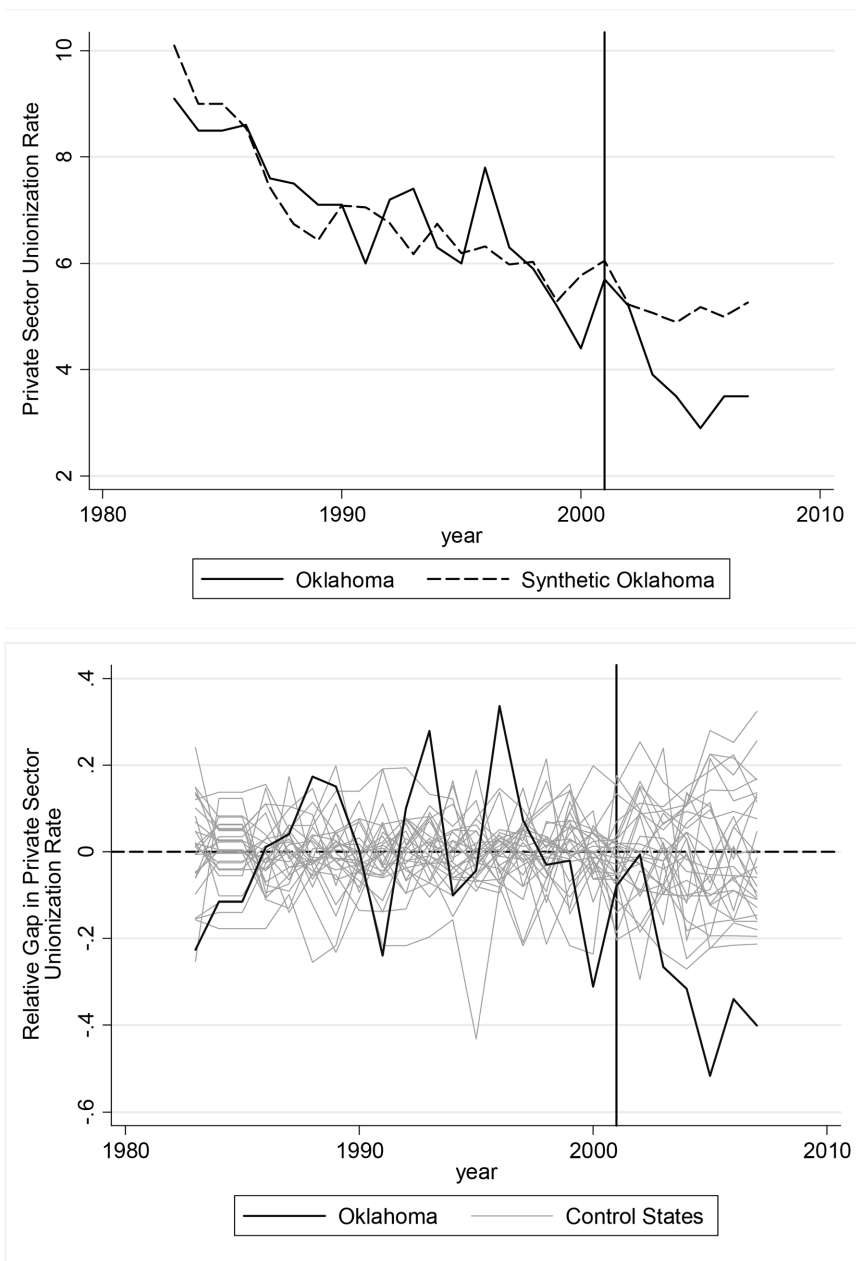 10
8
6
4
2
Private Sector Unionization Rate
1980 1990 2000 2010
year
Oklahoma Synthetic Oklahoma
.4
.2
0
-.2
-.4
-.6
Relative Gap in Private Sector
Unionization Rate
1980 1990 2000 2010
year
Oklahoma Control States